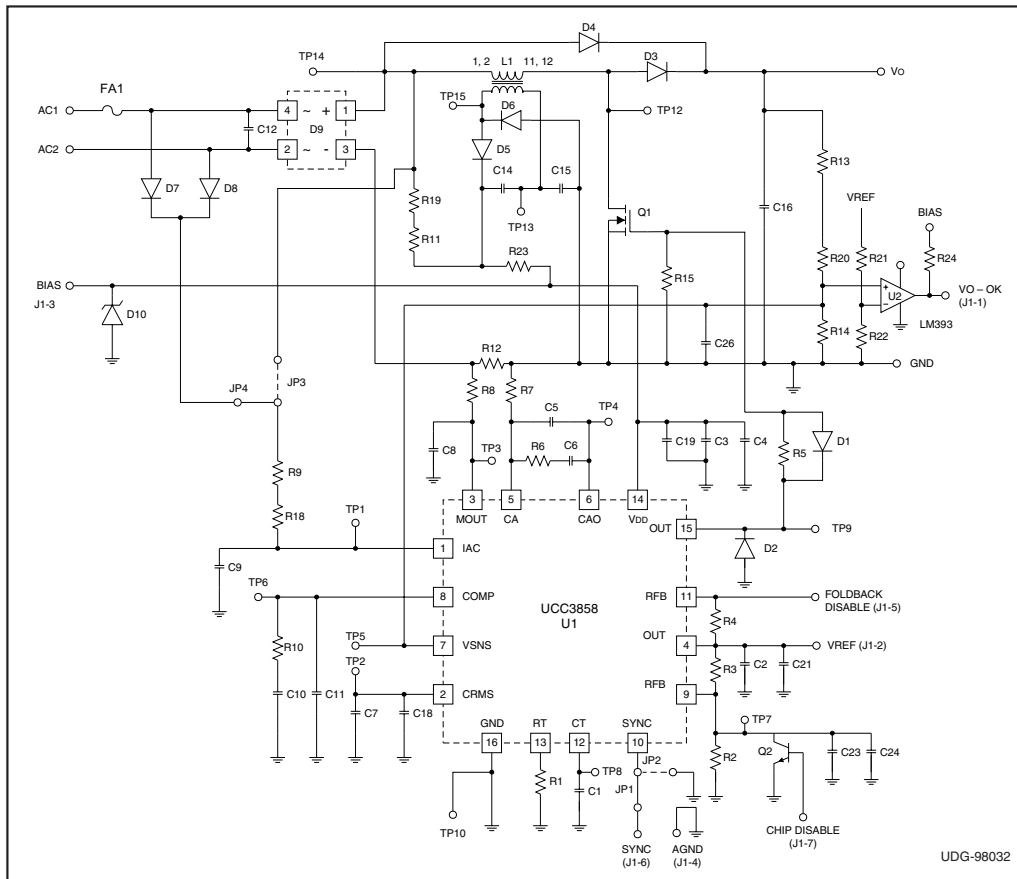 D4
TP14
1, 2 L1 11, 12
D3
VO
FA1
TP15
D6
TP12
AC1
4 ~ + 1
D9
C12
AC2
2 ~ - 3
D5
R13
D7
D8
C14
C15
R19
VREF
C16
Q1
TP13
BIAS
R11
R23
R20
R21
R24
R15
BIAS
J1-3
U2
VO – OK
(J1-1)
LM393
D10
R14
R22
C26
R12
GND
JP3
R8
R7
JP4
C5
TP4
D1
C8
TP3
R6
C6
C19
C3
C4
R5
R9
3
5
6
14
MOUT
CA
CAO
VDD
R18
TP1
OUT
15
TP9
1
IAC
D2
C9
TP6
8
COMP
UCC3858
U1
RFB
11
FOLDBACK
DISABLE (J1-5)
R4
TP5
7
VSNS
OUT
4
VREF (J1-2)
R10
TP2
R3
C2
C21
2
CRMS
RFB
9
C10
C11
C7
C18
TP7
GND
RT
CT
SYNC
16
13
12
10
R2
Q2
C23
C24
JP2
TP8
R1
C1
JP1
TP10
CHIP DISABLE
(J1-7)
SYNC
(J1-6)
AGND
(J1-4)
UDG-98032